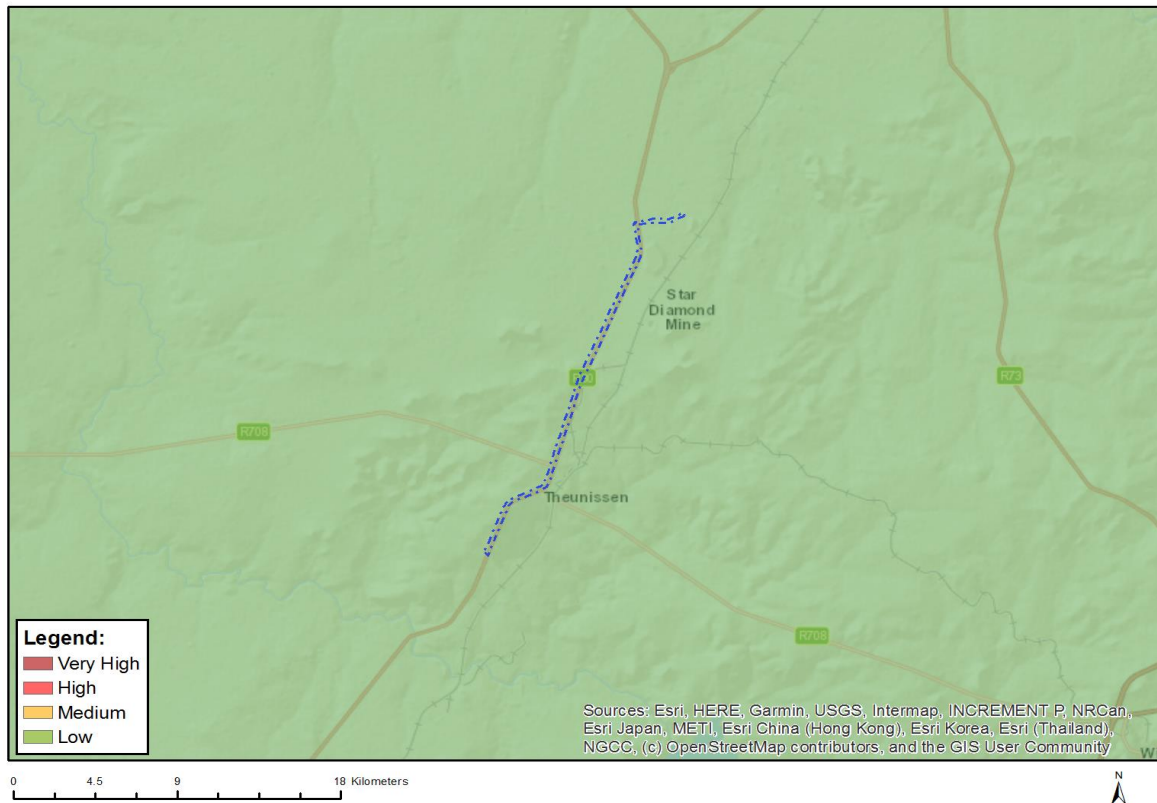 Star
Diamond
Mine
R73
R708
Theunissen
R708
Legend:
Very High
High
Medium
Low
Sources: Esri, HERE, Garmin, USGS, Intermap, INCREMENT P, NRCan,
Esri Japan, METI, Esri China (Hong Kong), Esri Korea, Esri (Thailand),
NGCC, (c) OpenStreetMap contributors, and the GIS User Community
W
0 4.5 9 18 Kilometers
N